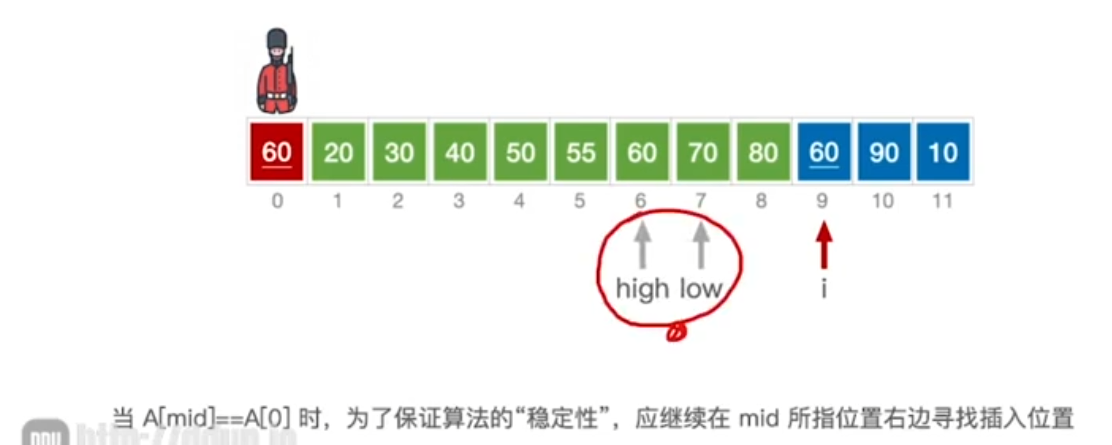 60 20 30 40 50 55 60 70 80 60 90 10
0 1 2 3 4 5 6 7 8 9 10 11
high low i
当 A[mid]==A[0] 时，为了保证算法的“稳定性”，应继续在 mid 所指位置右边寻找插入位置